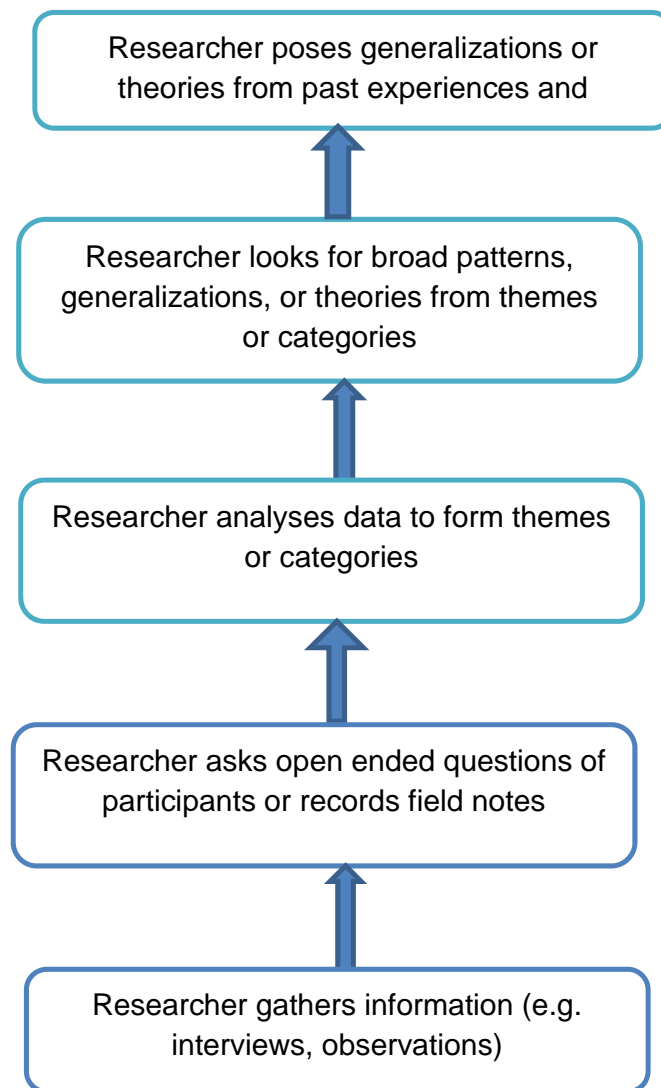 Researcher poses generalizations or
theories from past experiences and
Researcher looks for broad patterns,
generalizations, or theories from themes
or categories
Researcher analyses data to form themes
or categories
Researcher asks open ended questions of
participants or records field notes
Researcher gathers information (e.g.
interviews, observations)